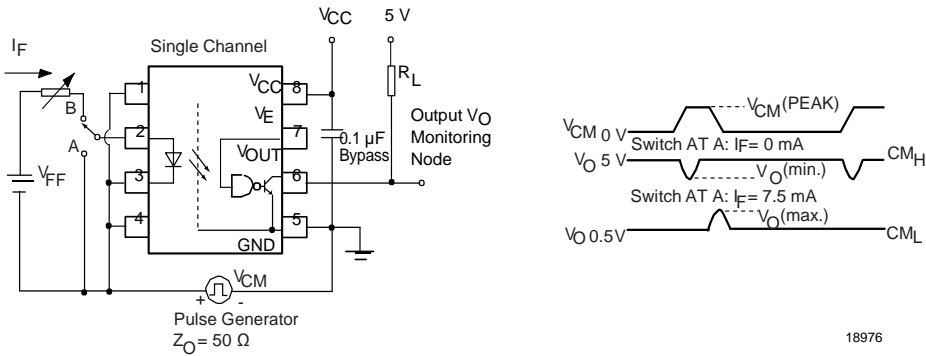 VCC 5 V
Single Channel
IF
RL
B
A
VFF
1
2
3
4
VCC
8
VE
7
VOUT
6
5
GND
0.1 µF
Bypass
Output VO
Monitoring
Node
VCM
+ -
Pulse Generator
ZO = 50 Ω
VCM (PEAK)
VCM 0 V
Switch AT A: IF= 0 mA
VO 5 V
CMH
VO(min.)
Switch AT A: IF = 7.5 mA
VO(max.)
VO 0.5 V
CML
18976